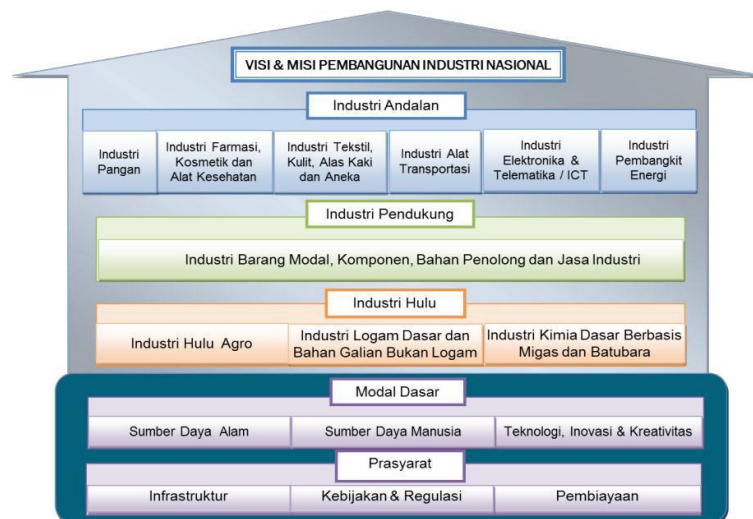 VISI & MISI PEMBANGUNAN INDUSTRI NASIONAL
Industri Andalan
Industri
Pangan
Industri Farmasi,
Kosmetik dan
Alat Kesehatan
Industri Tekstil,
Kulit, Alas Kaki
dan Aneka
Industri Alat
Transportasi
Industri
Elektronika &
Telematika / ICT
Industri
Pembangkit
Energi
Industri Pendukung
Industri Barang Modal, Komponen, Bahan Penolong dan Jasa Industri
Industri Hulu
Industri Hulu Agro
Industri Logam Dasar dan
Bahan Galian Bukan Logam
Industri Kimia Dasar Berbasis
Migas dan Batubara
Modal Dasar
Sumber Daya Alam
Sumber Daya Manusia
Teknologi, Inovasi & Kreativitas
Prasyarat
Infrastruktur
Kebijakan & Regulasi
Pembiayaan